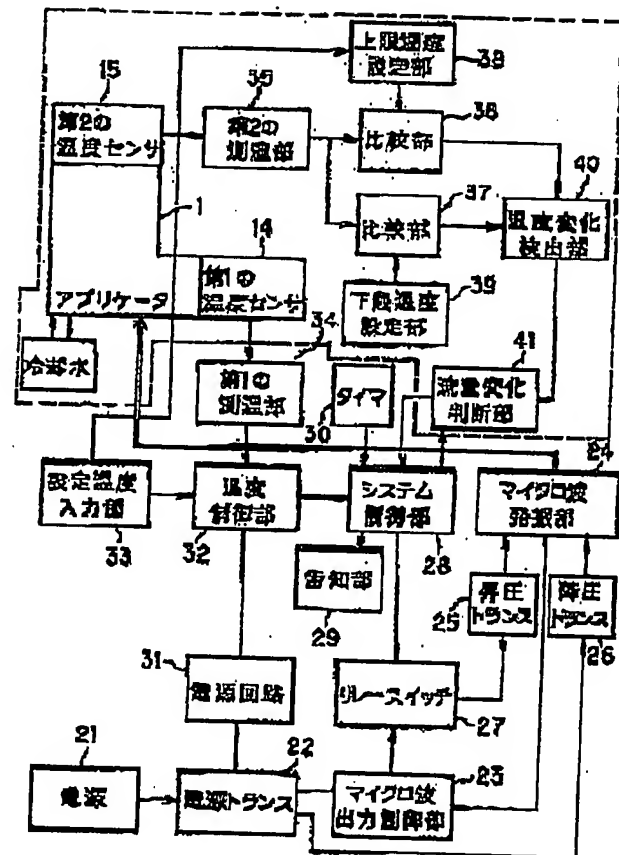 上限温度
設定部
38
15
35
第2の
温度センサ
第2の
測温部
比較部
36
40
1
37
比較部
温度変化
検出部
14
第1の
温度センサ
アプリケータ
下限温度
設定部
39
34
冷却水
第1の
測温部
タイマ
30
41
流量変化
判断部
24
設定温度
入力部
33
温度
制御部
32
システム
制御部
28
マイクロ波
発振部
告知部
29
昇圧
トランス
25
降圧
トランス
26
31
電源回路
リレースイッチ
27
21
電源
22
電源トランス
23
マイクロ波
出力制御部